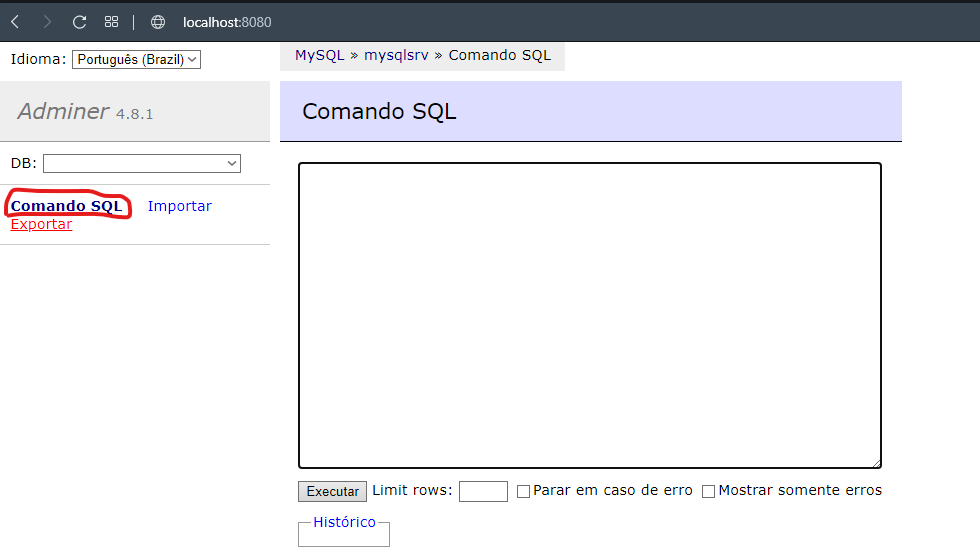 localhost:8080
Idioma: Português (Brazil)
MySQL » mysqlsrv » Comando SQL
Adminer 4.8.1
Comando SQL
DB:
Comando SQL Importar
Exportar
Executar Limit rows: Parar em caso de erro Mostrar somente erros
Histórico